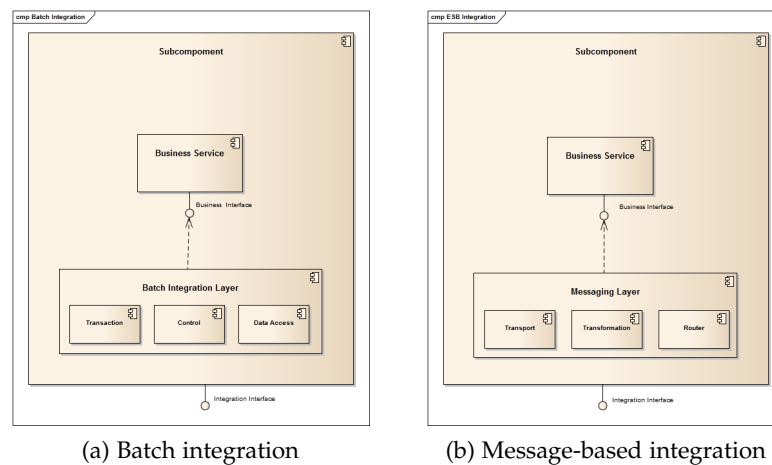 cmp Batch Integration
Subcompoment
Business Service
Business Interface
Batch Integration Layer
Transaction
Control
Data Access
Integration Interface
(a) Batch integration
cmp ESB Integration
Subcomponent
Business Service
Business Interface
Messaging Layer
Transport
Transformation
Router
Integration Interface
(b) Message-based integration